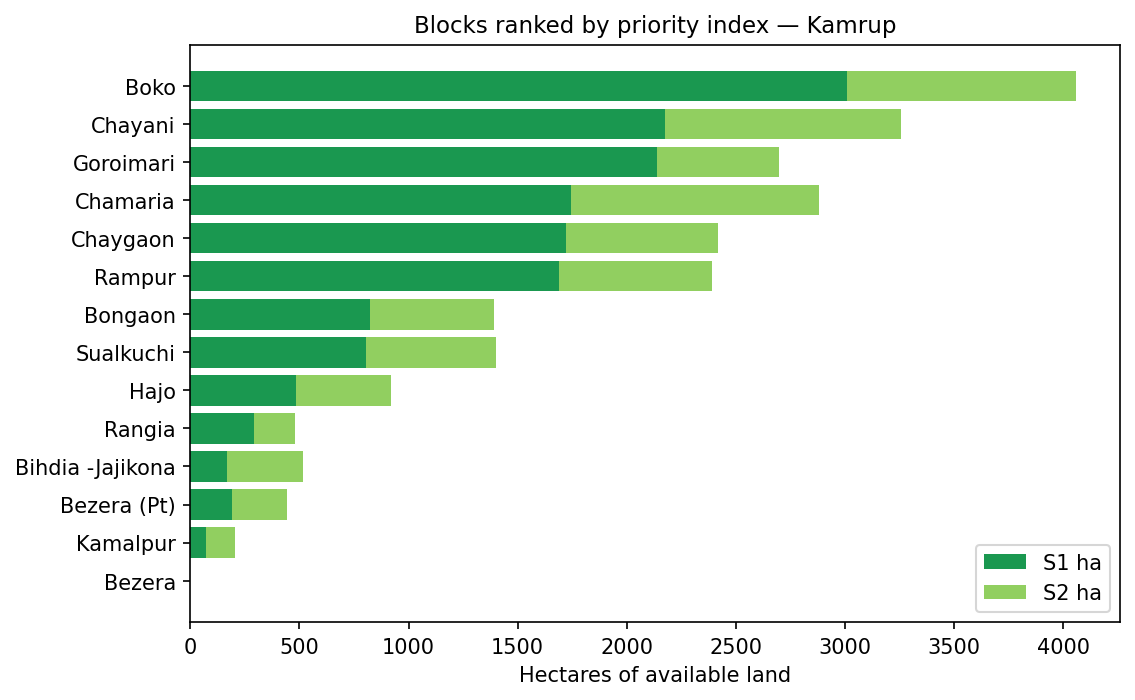 Blocks ranked by priority index — Kamrup
Boko
Chayani
Goroimari
Chamaria
Chaygaon
Rampur
Bongaon
Sualkuchi
Hajo
Rangia
Bihdia -Jajikona
Bezera (Pt)
Kamalpur
Bezera
S1 ha
S2 ha
0 500 1000 1500 2000 2500 3000 3500 4000
Hectares of available land